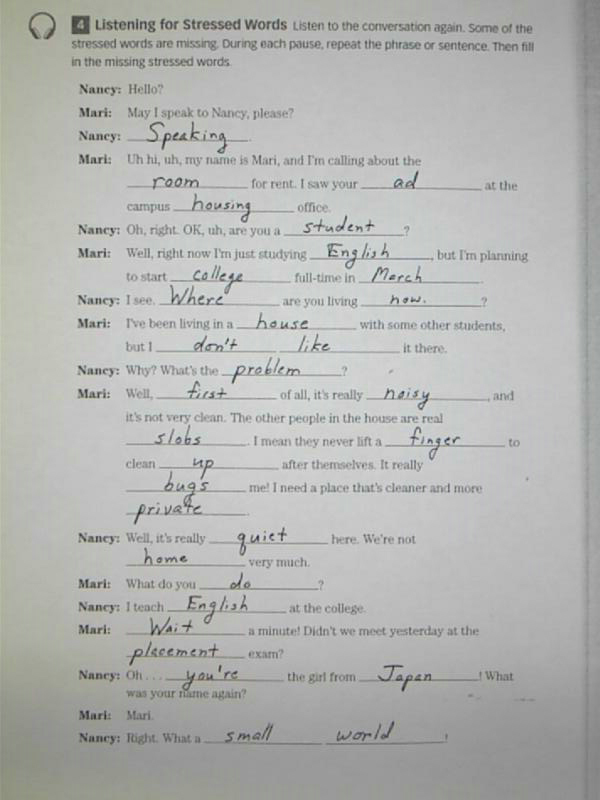 4 Listening for Stressed Words Listen to the conversation again. Some of the
stressed words are missing. During each pause, repeat the phrase or sentence. Then fill
in the missing stressed words.
Nancy: Hello?
Mari: May I speak to Nancy, please?
Nancy: Speaking.
Mari: Uh hi, uh, my name is Mari, and I'm calling about the
room for rent. I saw your ad at the
campus housing office.
Nancy: Oh, right. OK, uh, are you a student?
Mari: Well, right now I'm just studying English, but I'm planning
to start college full-time in March.
Nancy: I see. Where are you living now. ?
Mari: I've been living in a house with some other students,
but I don't like it there.
Nancy: Why? What's the problem?
Mari: Well, first of all, it's really noisy, and
it's not very clean. The other people in the house are real
slobs. I mean they never lift a finger to
clean up after themselves. It really
bugs me! I need a place that's cleaner and more
private.
Nancy: Well, it's really quiet here. We're not
home very much.
Mari: What do you do?
Nancy: I teach English at the college.
Mari: Wait a minute! Didn't we meet yesterday at the
placement exam?
Nancy: Oh . . . you're the girl from Japan! What
was your name again?
Mari: Mari.
Nancy: Right. What a small world!